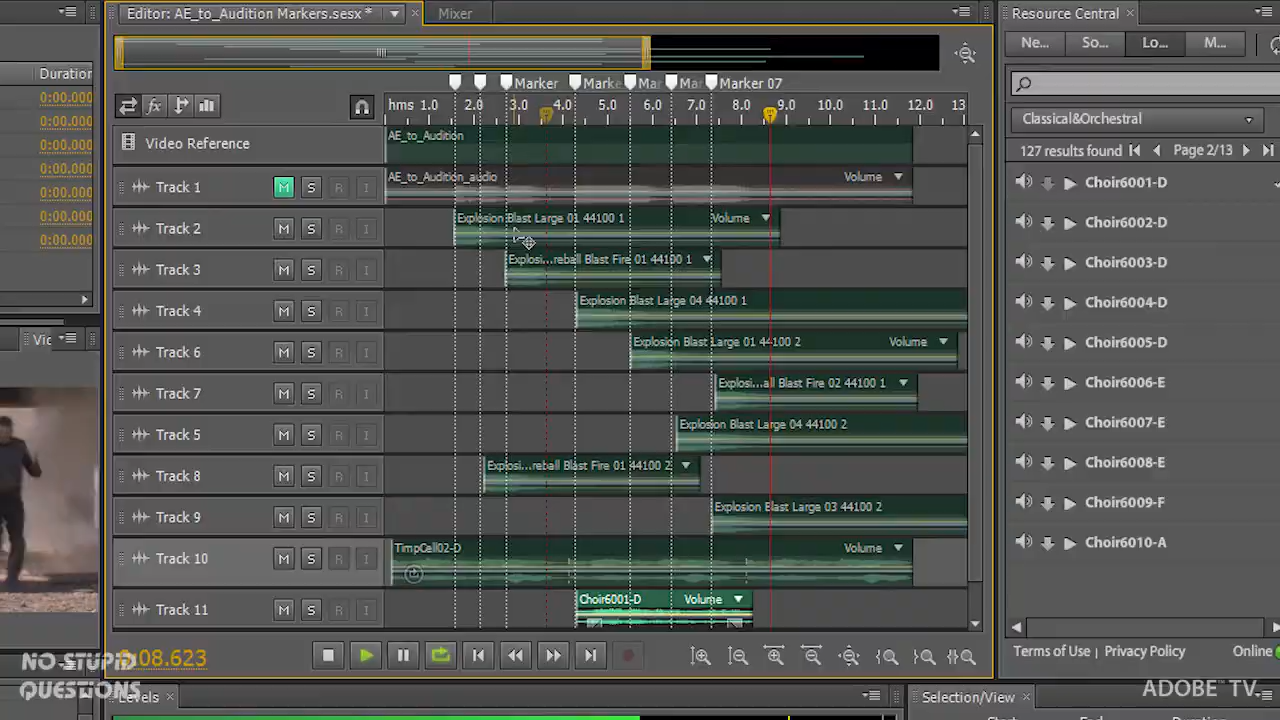 Editor: AE_to_Audition Markers.sesx *
Mixer
Resource Central
Ne...
So...
Lo...
M...
Duration
0:00.000
0:00.000
0:00.000
0:00.000
0:00.000
0:00.000
0:00.000
Marker
Marke
Ma
Ma
Marker 07
fx
hms 1.0 2.0 3.0 4.0 5.0 6.0 7.0 8.0 9.0 10.0 11.0 12.0 13
Classical&Orchestral
127 results found
Page 2/13
Video Reference
AE_to_Audition
Track 1 M S R I
AE_to_Audition_audio
Volume
Track 2 M S R I
Explosion Blast Large 01 44100 1
Volume
Track 3 M S R I
Explosi...reball Blast Fire 01 44100 1
Track 4 M S R I
Explosion Blast Large 04 44100 1
Track 6 M S R I
Explosion Blast Large 01 44100 2
Volume
Track 7 M S R I
Explosi...all Blast Fire 02 44100 1
Track 5 M S R I
Explosion Blast Large 04 44100 2
Track 8 M S R I
Explosi...reball Blast Fire 01 44100 2
Track 9 M S R I
Explosion Blast Large 03 44100 2
Track 10 M S R I
TimpCell02-D
Volume
Track 11 M S R I
Choir6001-D
Volume
Choir6001-D
Choir6002-D
Choir6003-D
Choir6004-D
Choir6005-D
Choir6006-E
Choir6007-E
Choir6008-E
Choir6009-F
Choir6010-A
Terms of Use | Privacy Policy
Online
0:08.623
NO-STUPID
QUESTIONS
ADOBE TV
Levels
Selection/View